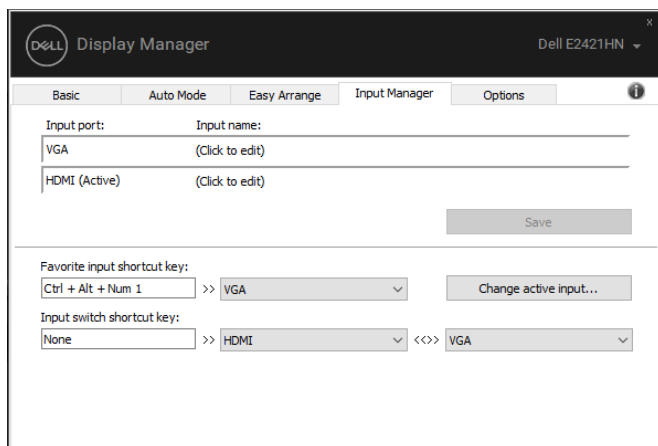 x
DELL Display Manager Dell E2421HN
Basic Auto Mode Easy Arrange Input Manager Options i
Input port: Input name:
VGA (Click to edit)
HDMI (Active) (Click to edit)
Save
Favorite input shortcut key:
Ctrl + Alt + Num 1 >> VGA Change active input...
Input switch shortcut key:
None >> HDMI <<>> VGA